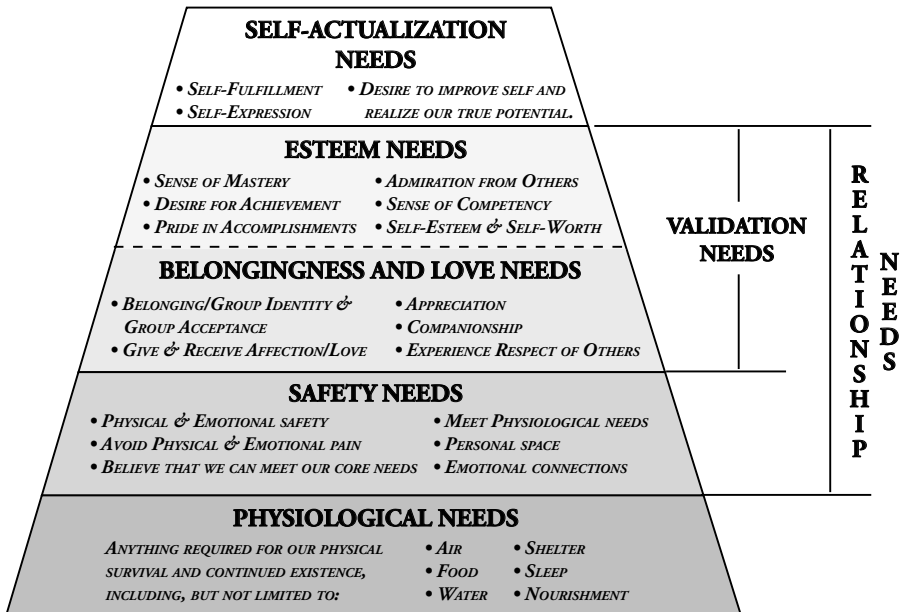 SELF-ACTUALIZATION
NEEDS
• Self-Fulfillment
• Self-Expression
• Desire to improve self and
realize our true potential.
ESTEEM NEEDS
• Sense of Mastery
• Desire for Achievement
• Pride in Accomplishments
• Admiration from Others
• Sense of Competency
• Self-Esteem & Self-Worth
BELONGINGNESS AND LOVE NEEDS
• Belonging/Group Identity &
Group Acceptance
• Give & Receive Affection/Love
• Appreciation
• Companionship
• Experience Respect of Others
SAFETY NEEDS
• Physical & Emotional safety
• Avoid Physical & Emotional pain
• Believe that we can meet our core needs
• Meet Physiological needs
• Personal space
• Emotional connections
PHYSIOLOGICAL NEEDS
Anything required for our physical
survival and continued existence,
including, but not limited to:
• Air
• Food
• Water
• Shelter
• Sleep
• Nourishment
VALIDATION
NEEDS
RELATIONSHIP
NEEDS